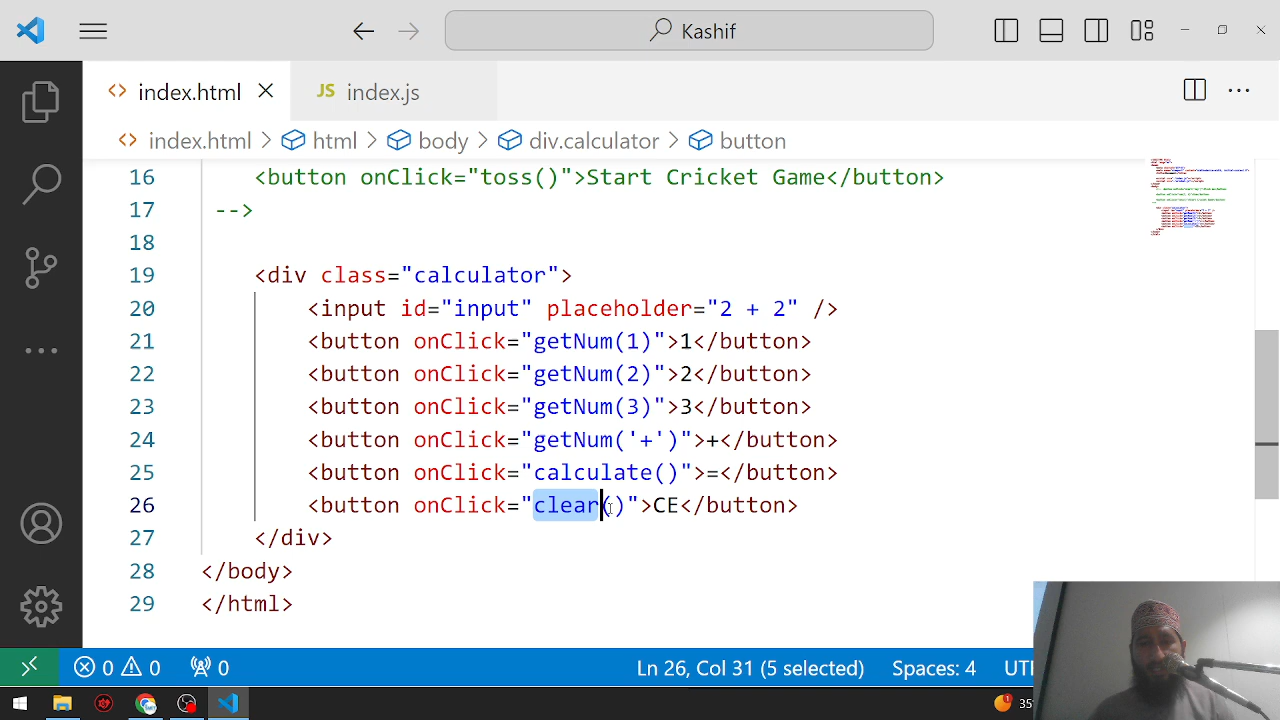 Kashif
index.html
JS index.js
index.html > html > body > div.calculator > button
16 <button onClick="toss()">Start Cricket Game</button>
17 -->
18
19 <div class="calculator">
20 <input id="input" placeholder="2 + 2" />
21 <button onClick="getNum(1)">1</button>
22 <button onClick="getNum(2)">2</button>
23 <button onClick="getNum(3)">3</button>
24 <button onClick="getNum('+')">+</button>
25 <button onClick="calculate()">=</button>
26 <button onClick="clear()">CE</button>
27 </div>
28 </body>
29 </html>
0 0 0 Ln 26, Col 31 (5 selected) Spaces: 4